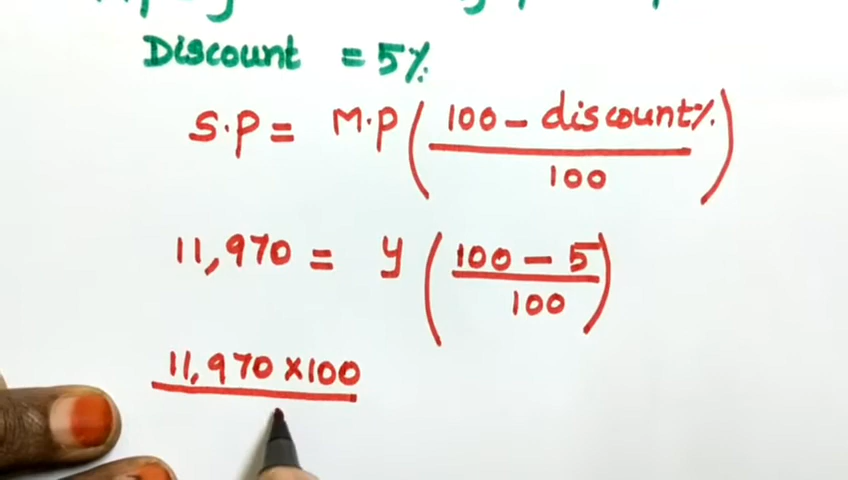 Discount = 5%
S.P = M.P ( 100 - discount% / 100 )
11,970 = y ( 100 - 5 / 100 )
11,970 x 100